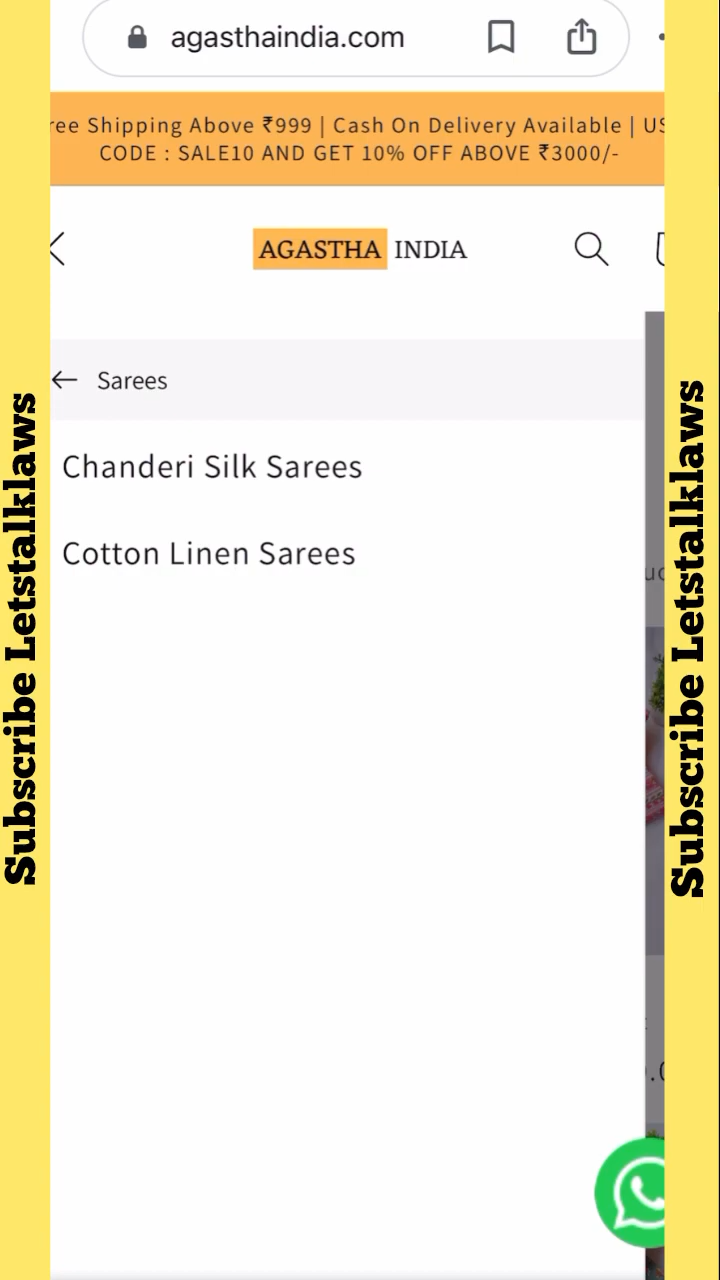 agasthaindia.com
ree Shipping Above ₹999 | Cash On Delivery Available | US
CODE : SALE10 AND GET 10% OFF ABOVE ₹3000/-
AGASTHA INDIA
Sarees
Chanderi Silk Sarees
Cotton Linen Sarees
Subscribe Letstalklaws
Subscribe Letstalklaws